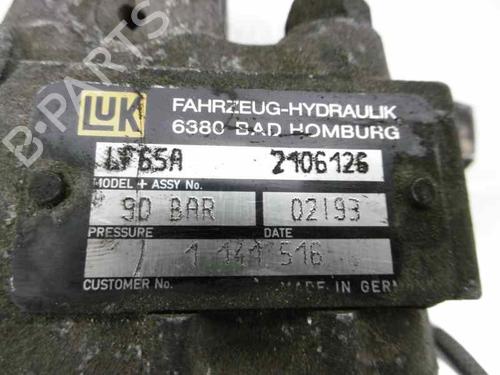 B-PARTS
LUK
FAHRZEUG-HYDRAULIK
6380 BAD HOMBURG
LF65A 2106126
MODEL + ASSY No.
90 BAR 02193
PRESSURE DATE
1 141 516
CUSTOMER No. MADE IN GERMAN